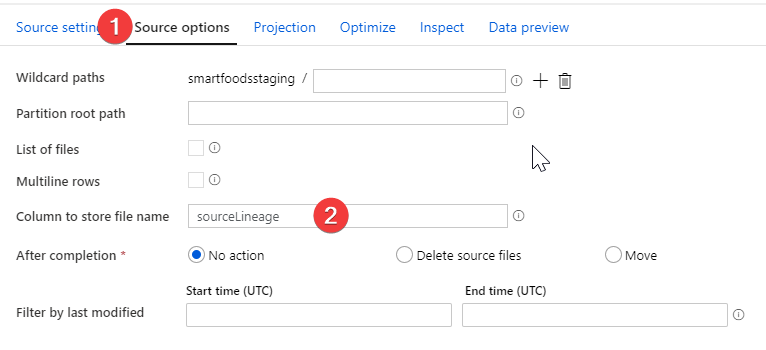 Source setting 1 Source options Projection Optimize Inspect Data preview
Wildcard paths smartfoodsstaging /
Partition root path
List of files
Multiline rows
Column to store file name sourceLineage 2
After completion * No action Delete source files Move
Start time (UTC) End time (UTC)
Filter by last modified